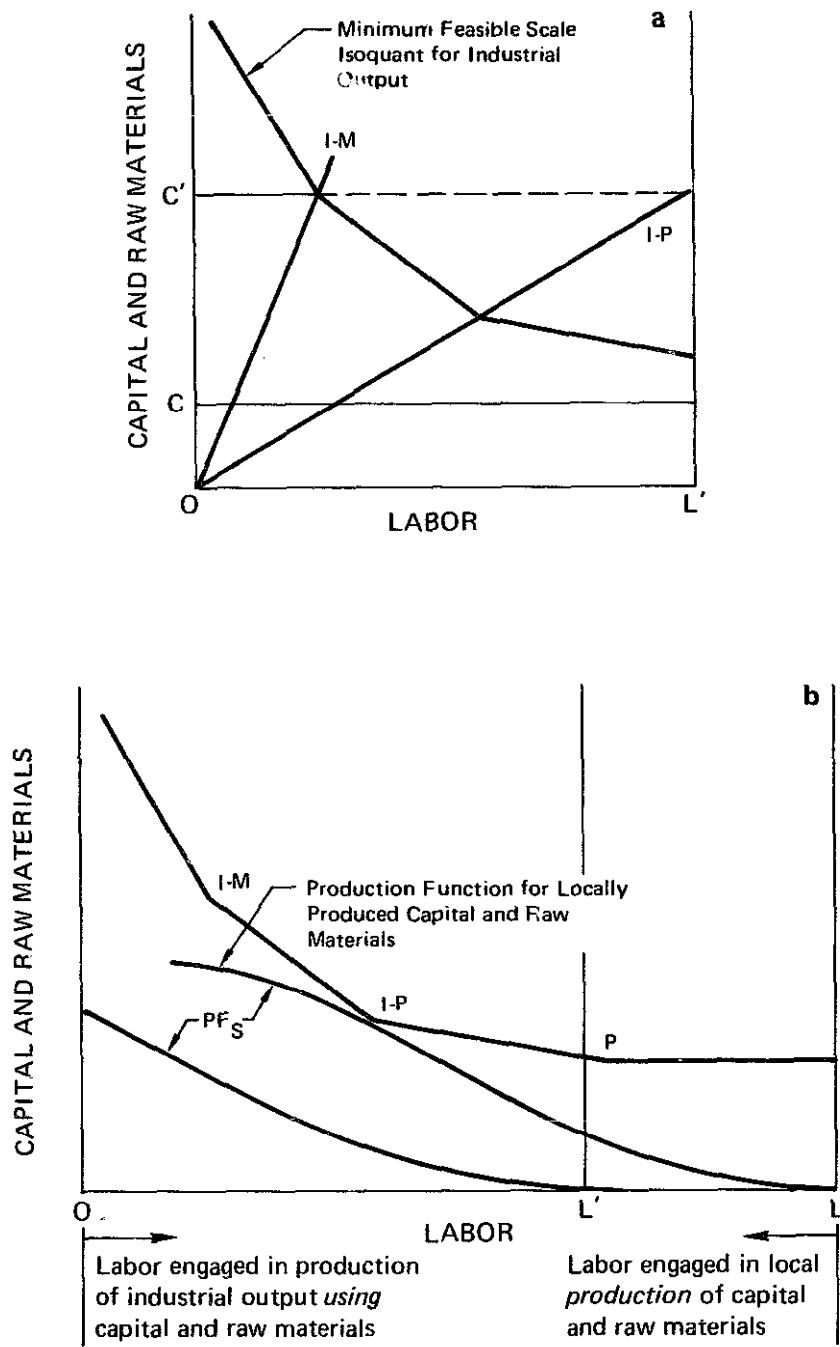 a
Minimum Feasible Scale
Isoquant for Industrial
Output
CAPITAL AND RAW MATERIALS
I-M
C'
I-P
C
O
L'
LABOR
b
CAPITAL AND RAW MATERIALS
I-M
Production Function for Locally
Produced Capital and Raw
Materials
I-P
PFS
P
O
L'
L
LABOR
Labor engaged in production
of industrial output using
capital and raw materials
Labor engaged in local
production of capital
and raw materials